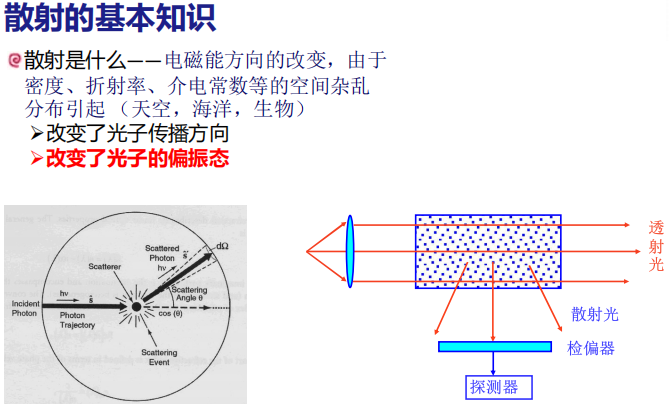 散射的基本知识
散射是什么——电磁能方向的改变，由于
密度、折射率、介电常数等的空间杂乱
分布引起 （天空，海洋，生物）
➢改变了光子传播方向
➢改变了光子的偏振态
dΩ
Scattered
Photon ŝ'
hν
Scatterer
Scattering
Angle θ
hν
ŝ
Incident
Photon
cos (θ)
Photon
Trajectory
Scattering
Event
透
射
光
散射光
检偏器
探测器